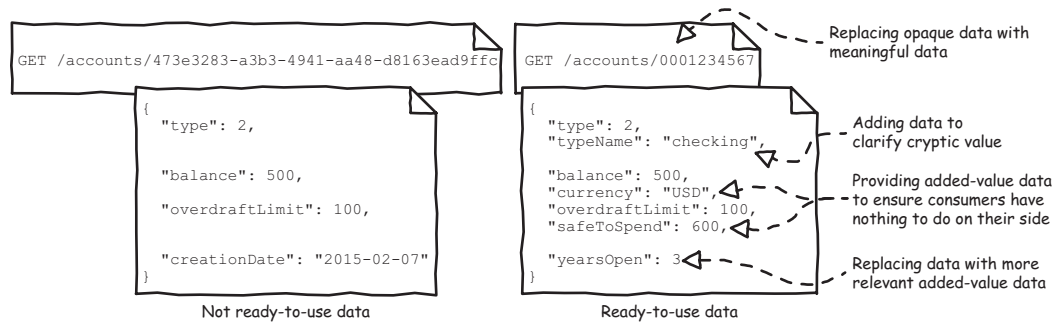 GET /accounts/473e3283-a3b3-4941-aa48-d8163ead9ffc
{
"type": 2,
"balance": 500,
"overdraftLimit": 100,
"creationDate": "2015-02-07"
}
Not ready-to-use data
GET /accounts/0001234567
{
"type": 2,
"typeName": "checking",
"balance": 500,
"currency": "USD",
"overdraftLimit": 100,
"safeToSpend": 600,
"yearsOpen": 3
}
Ready-to-use data
Replacing opaque data with
meaningful data
Adding data to
clarify cryptic value
Providing added-value data
to ensure consumers have
nothing to do on their side
Replacing data with more
relevant added-value data